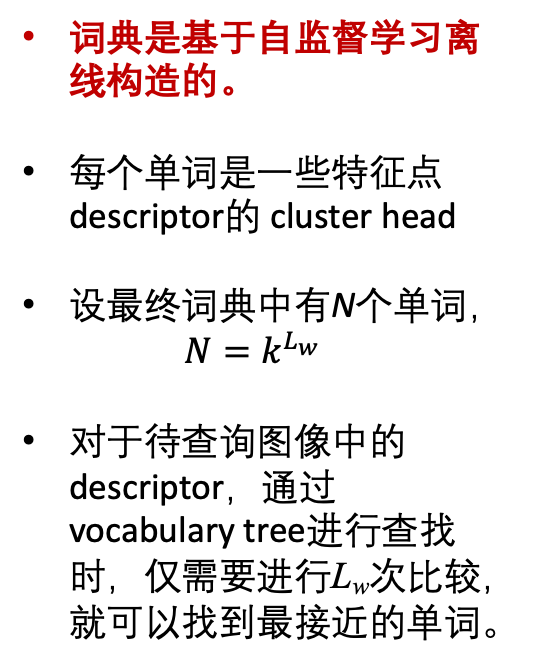 • 词典是基于自监督学习离
线构造的。
• 每个单词是一些特征点
descriptor的 cluster head
• 设最终词典中有N个单词，
N = k^{L_w}
• 对于待查询图像中的
descriptor，通过
vocabulary tree进行查找
时，仅需要进行L_w次比较，
就可以找到最接近的单词。